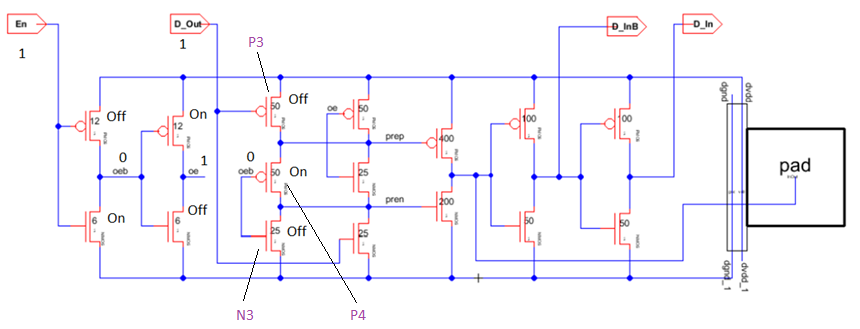 En
D_Out
D_InB
D_In
1
1
P3
dgnd
dvdd
12
Off
12
On
50
Off
oe
50
100
100
prep
400
pad
0
oeb
1
oe
0
oeb
50
On
25
pren
200
6
On
6
Off
25
Off
25
50
50
dgnd_1
dvdd_1
N3
P4